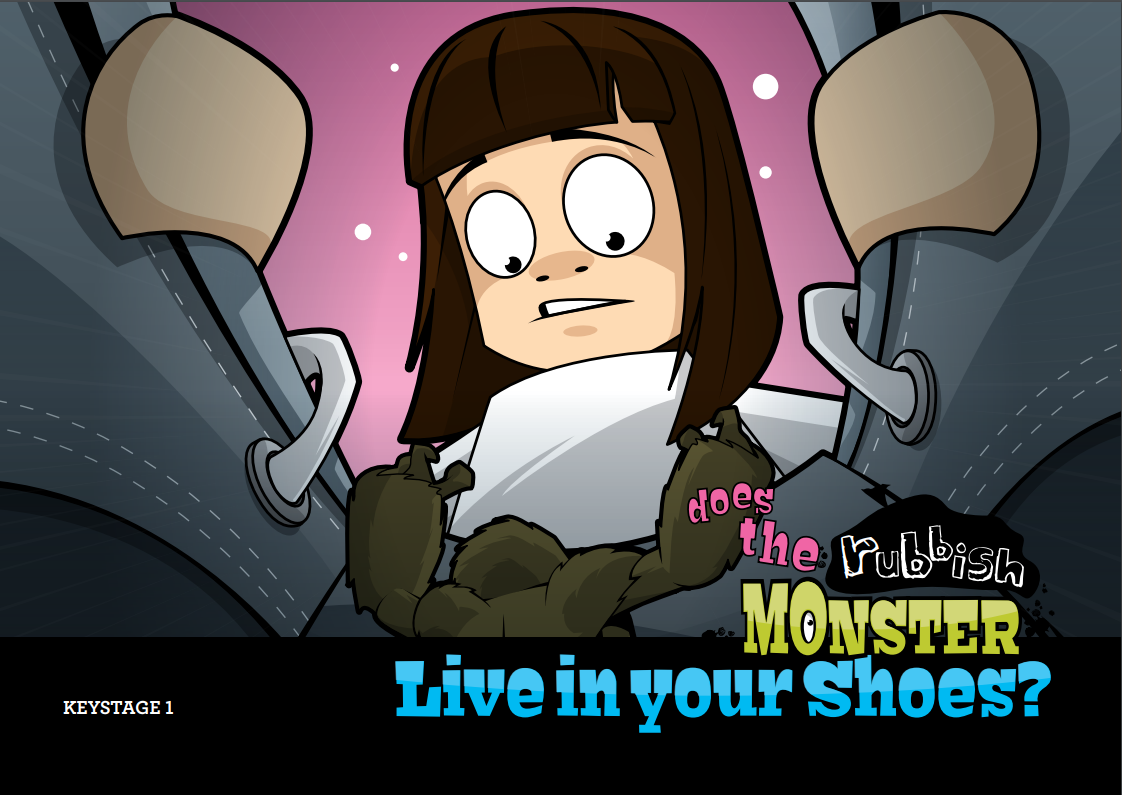 does
the rubbish
MONSTER
Live in your Shoes?
KEYSTAGE 1